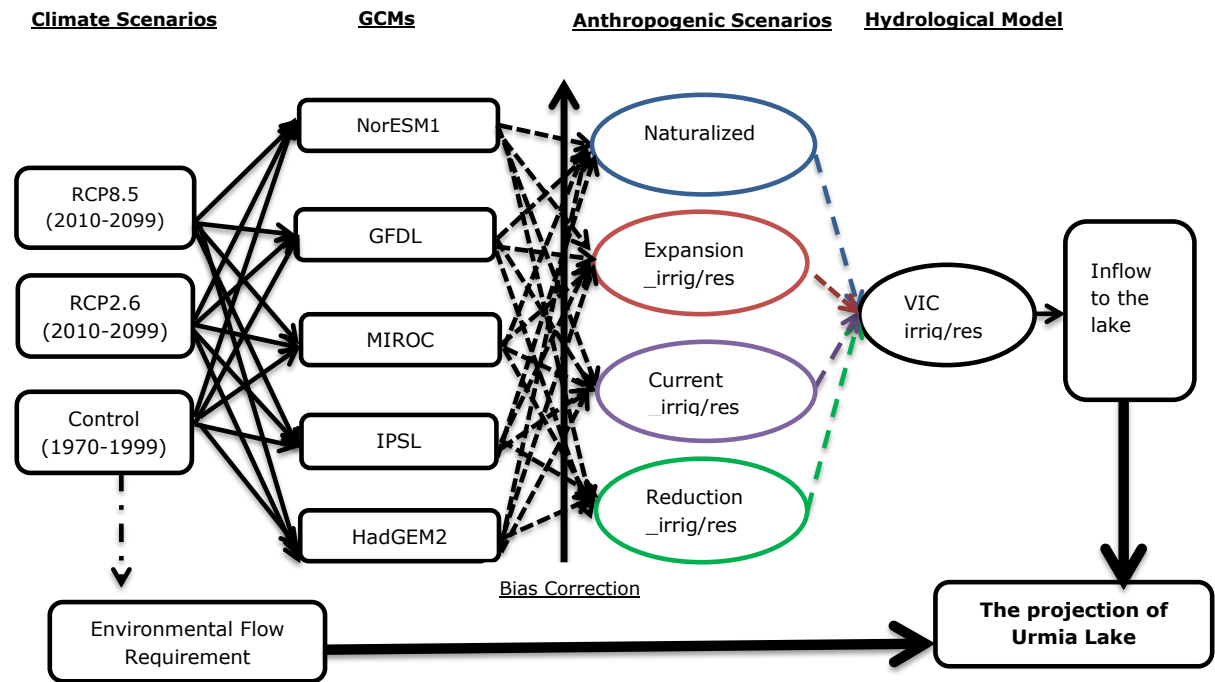 Climate Scenarios
GCMs
Anthropogenic Scenarios
Hydrological Model
RCP8.5
(2010-2099)
RCP2.6
(2010-2099)
Control
(1970-1999)
NorESM1
GFDL
MIROC
IPSL
HadGEM2
Bias Correction
Naturalized
Expansion
_irrig/res
Current
_irrig/res
Reduction
_irrig/res
VIC
irrig/res
Inflow
to the
lake
Environmental Flow
Requirement
The projection of
Urmia Lake